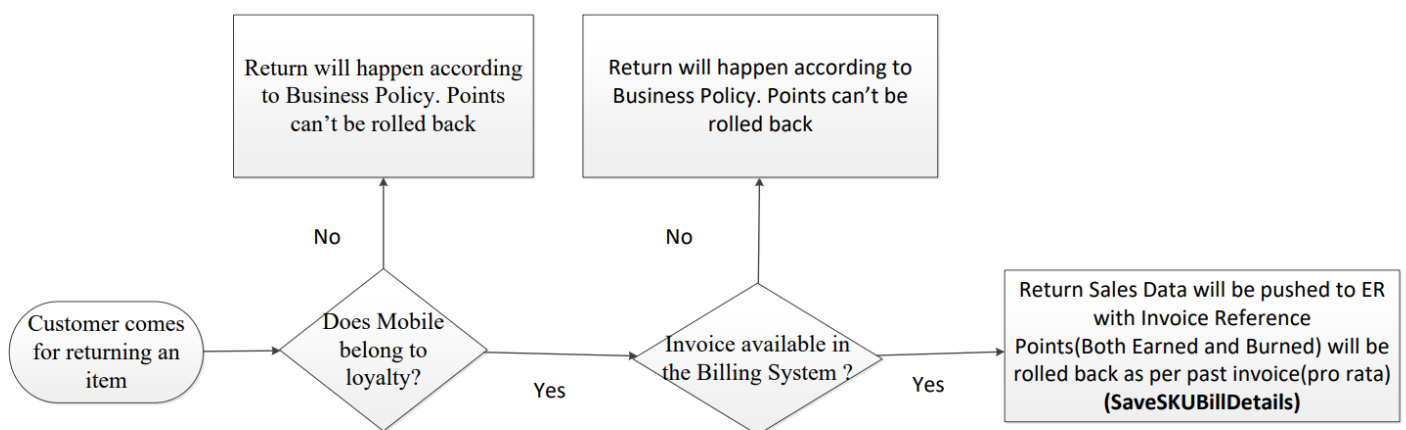 Return will happen according
to Business Policy. Points
can’t be rolled back
Return will happen according to
Business Policy. Points can’t be
rolled back
No
No
Customer comes
for returning an
item
Does Mobile
belong to
loyalty?
Yes
Invoice available in
the Billing System ?
Yes
Return Sales Data will be pushed to ER
with Invoice Reference
Points(Both Earned and Burned) will be
rolled back as per past invoice(pro rata)
(SaveSKUBillDetails)